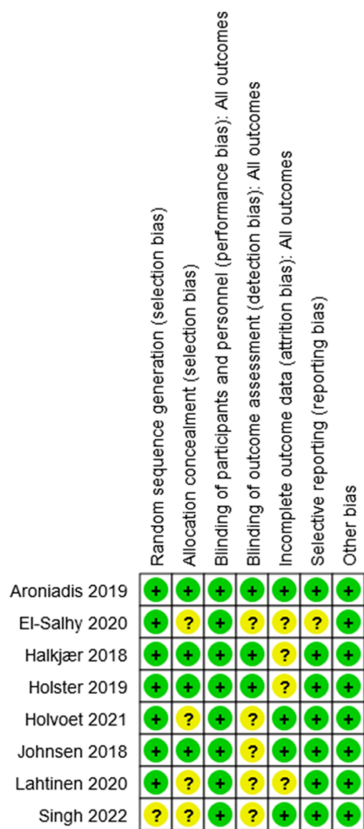 Random sequence generation (selection bias)
Allocation concealment (selection bias)
Blinding of participants and personnel (performance bias): All outcomes
Blinding of outcome assessment (detection bias): All outcomes
Incomplete outcome data (attrition bias): All outcomes
Selective reporting (reporting bias)
Other bias
Aroniadis 2019 + + + + + + +
El-Salhy 2020 + ? + ? ? ? +
Halkjær 2018 + + + + ? + +
Holster 2019 + + + + ? + +
Holvoet 2021 + ? + ? + + +
Johnsen 2018 + + + ? + + +
Lahtinen 2020 + ? + ? ? + +
Singh 2022 ? ? + ? + + +